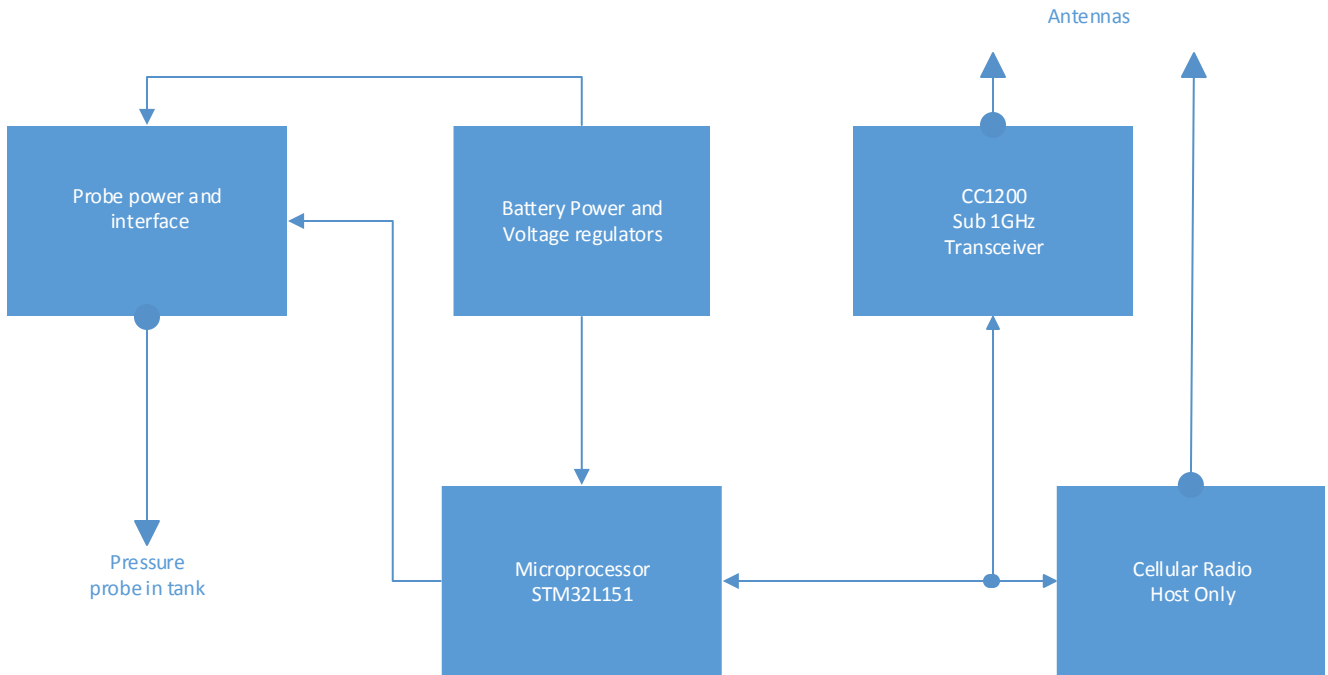 Antennas
Probe power and
interface
Battery Power and
Voltage regulators
CC1200
Sub 1GHz
Transceiver
Pressure
probe in tank
Microprocessor
STM32L151
Cellular Radio
Host Only